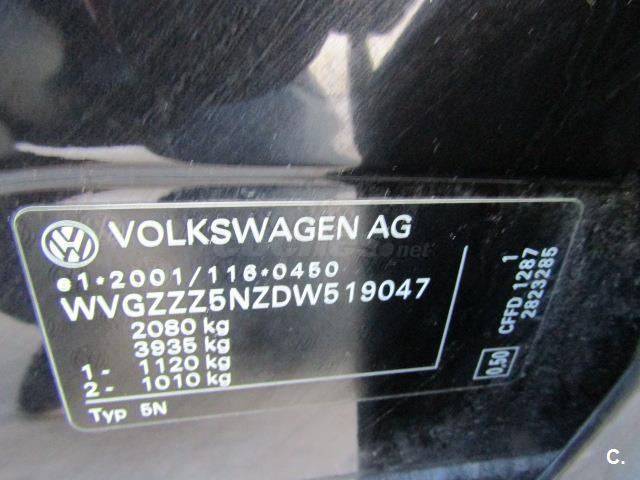 VOLKSWAGEN AG
e1*2001/116*0450
WVGZZZ5NZDW519047
2080 kg
3935 kg
1- 1120 kg
2- 1010 kg
Typ 5N
1
CFFD 1287
2823285
0.50
.net
C.